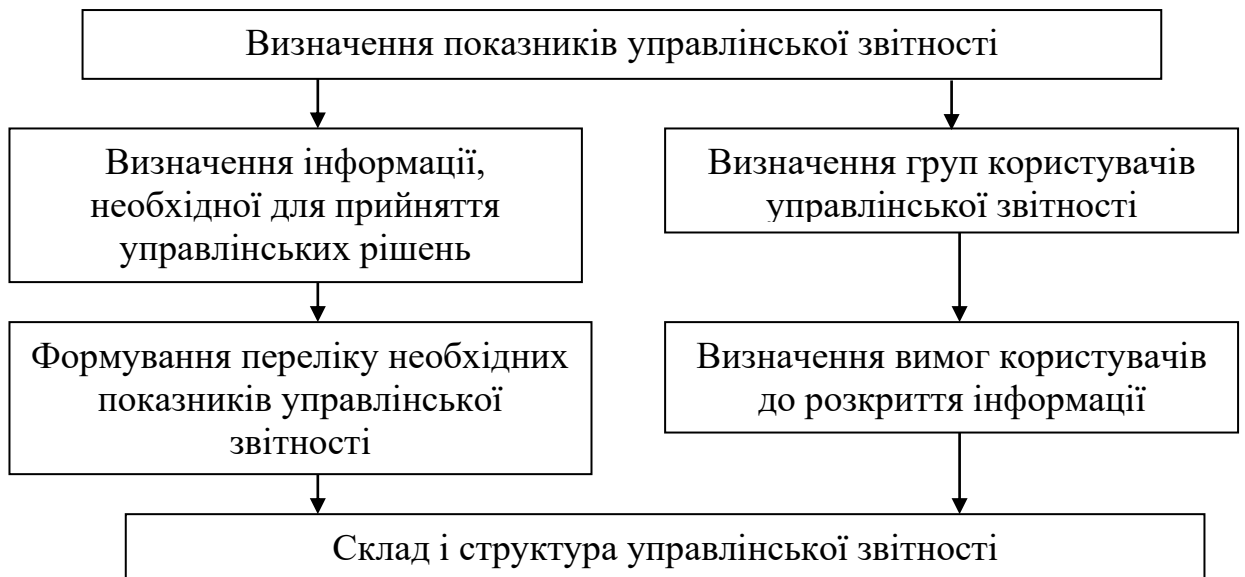 Визначення показників управлінської звітності
Визначення інформації,
необхідної для прийняття
управлінських рішень
Визначення груп користувачів
управлінської звітності
Формування переліку необхідних
показників управлінської
звітності
Визначення вимог користувачів
до розкриття інформації
Склад і структура управлінської звітності